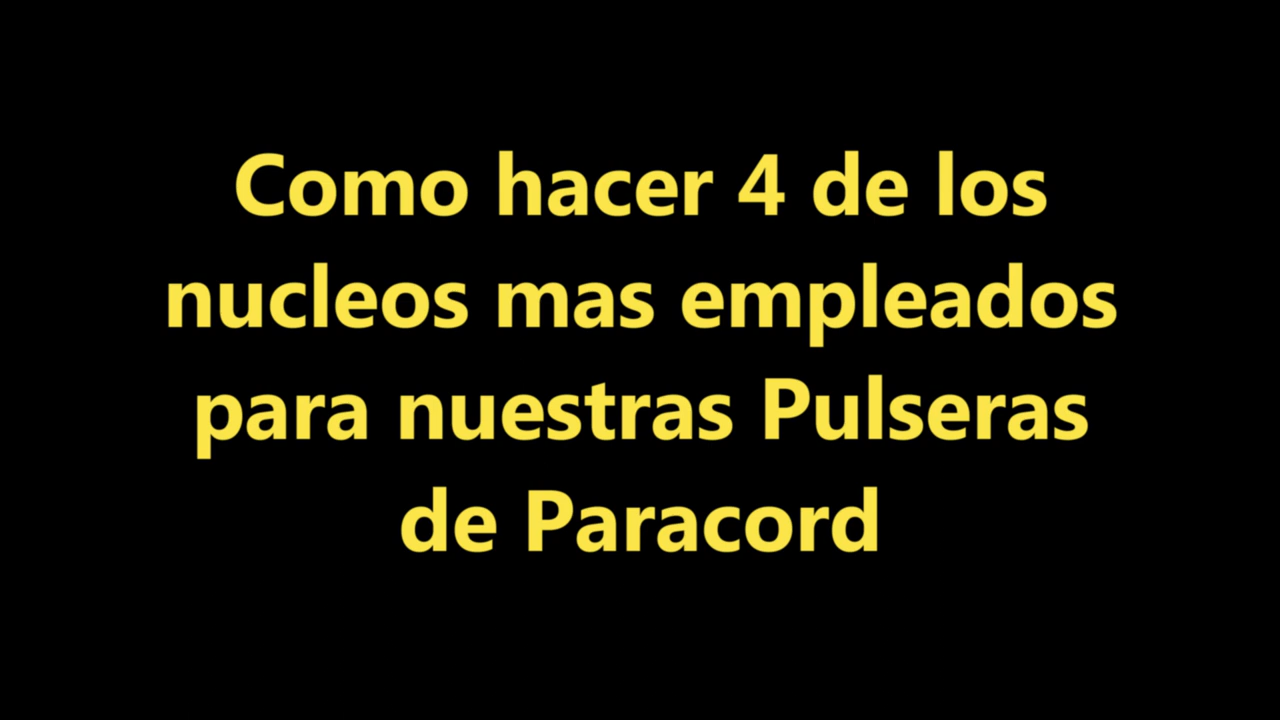 Como hacer 4 de los
nucleos mas empleados
para nuestras Pulseras
de Paracord